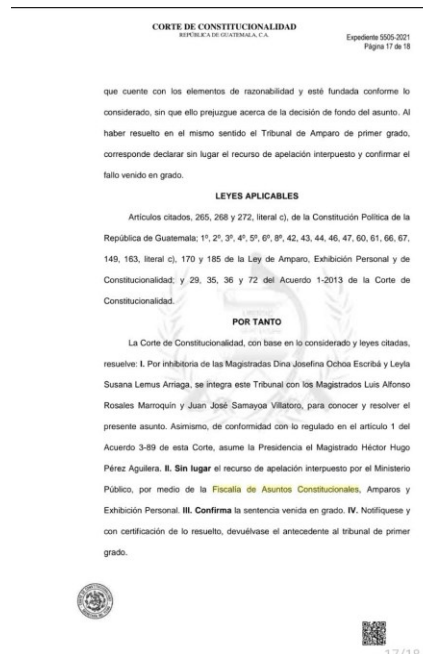 CORTE DE CONSTITUCIONALIDAD
REPÚBLICA DE GUATEMALA, C.A.
Expediente 5505-2021
Página 17 de 18
que cuente con los elementos de razonabilidad y esté fundada conforme lo
considerado, sin que ello prejuzgue acerca de la decisión de fondo del asunto. Al
haber resuelto en el mismo sentido el Tribunal de Amparo de primer grado,
corresponde declarar sin lugar el recurso de apelación interpuesto y confirmar el
fallo venido en grado.
LEYES APLICABLES
Artículos citados, 265, 268 y 272, literal c), de la Constitución Política de la
República de Guatemala; 1º, 2º, 3º, 4º, 5º, 6º, 8º, 42, 43, 44, 46, 47, 60, 61, 66, 67,
149, 163, literal c), 170 y 185 de la Ley de Amparo, Exhibición Personal y de
Constitucionalidad; y 29, 35, 36 y 72 del Acuerdo 1-2013 de la Corte de
Constitucionalidad.
POR TANTO
La Corte de Constitucionalidad, con base en lo considerado y leyes citadas,
resuelve: I. Por inhibitoria de las Magistradas Dina Josefina Ochoa Escribá y Leyla
Susana Lemus Arriaga, se integra este Tribunal con los Magistrados Luis Alfonso
Rosales Marroquín y Juan José Samayoa Villatoro, para conocer y resolver el
presente asunto. Asimismo, de conformidad con lo regulado en el artículo 1 del
Acuerdo 3-89 de esta Corte, asume la Presidencia el Magistrado Héctor Hugo
Pérez Aguilera. II. Sin lugar el recurso de apelación interpuesto por el Ministerio
Público, por medio de la Fiscalía de Asuntos Constitucionales, Amparos y
Exhibición Personal. III. Confirma la sentencia venida en grado. IV. Notifíquese y
con certificación de lo resuelto, devuélvase el antecedente al tribunal de primer
grado.
17/18